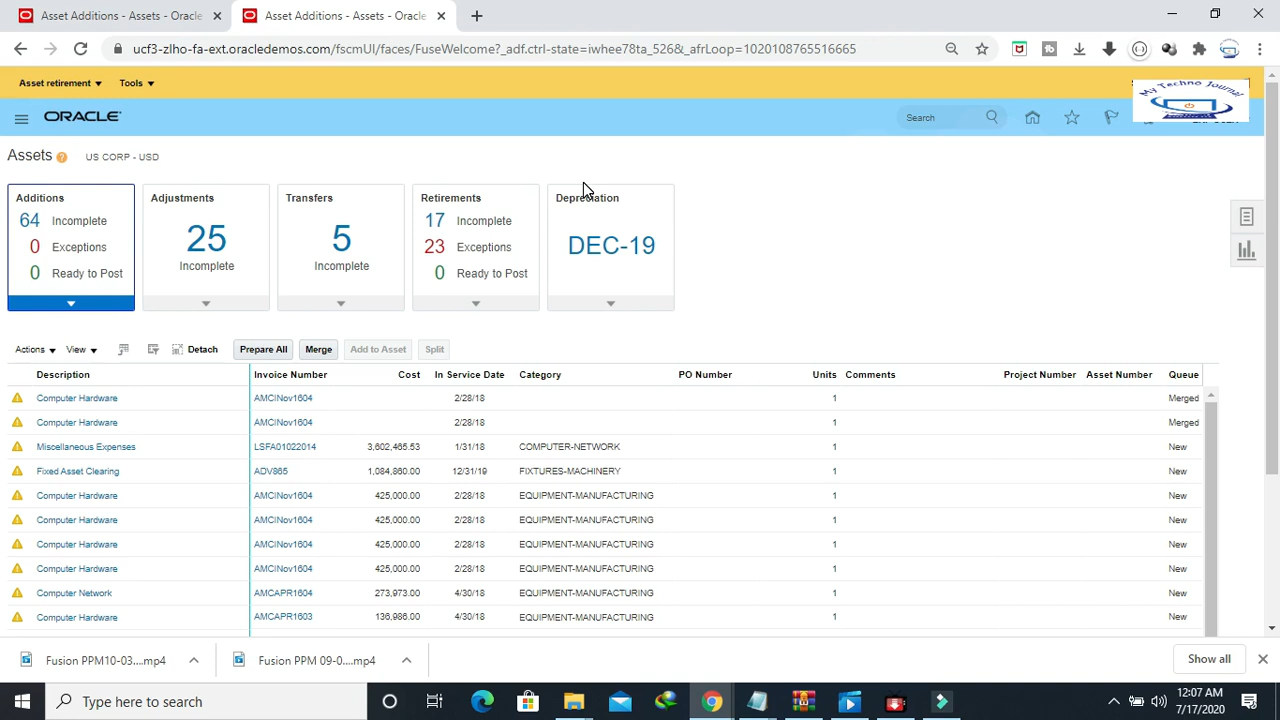 Asset Additions - Assets - Oracle
Asset Additions - Assets - Oracle
ucf3-zlho-fa-ext.oracledemos.com/fscmUI/faces/FuseWelcome?_adf.ctrl-state=iwhee78ta_526&_afrLoop=1020108765516665
Asset retirement Tools
My Techno Journal
ORACLE
Search
Assets US CORP - USD
Additions Adjustments Transfers Retirements Depreciation
64 Incomplete
0 Exceptions
0 Ready to Post
25
Incomplete
5
Incomplete
17 Incomplete
23 Exceptions
0 Ready to Post
DEC-19
Actions View Detach Prepare All Merge Add to Asset Split
Description Invoice Number Cost In Service Date Category PO Number Units Comments Project Number Asset Number Queue
Computer Hardware AMCINov1604 2/28/18 1 Merged
Computer Hardware AMCINov1604 2/28/18 1 Merged
Miscellaneous Expenses LSFA01022014 3,602,465.53 1/31/18 COMPUTER-NETWORK 1 New
Fixed Asset Clearing ADV865 1,084,860.00 12/31/19 FIXTURES-MACHINERY 1 New
Computer Hardware AMCINov1604 425,000.00 2/28/18 EQUIPMENT-MANUFACTURING 1 New
Computer Hardware AMCINov1604 425,000.00 2/28/18 EQUIPMENT-MANUFACTURING 1 New
Computer Hardware AMCINov1604 425,000.00 2/28/18 EQUIPMENT-MANUFACTURING 1 New
Computer Hardware AMCINov1604 425,000.00 2/28/18 EQUIPMENT-MANUFACTURING 1 New
Computer Network AMCAPR1604 273,973.00 4/30/18 EQUIPMENT-MANUFACTURING 1 New
Computer Hardware AMCAPR1603 136,986.00 4/30/18 EQUIPMENT-MANUFACTURING 1 New
Fusion PPM10-03....mp4 Fusion PPM 09-0....mp4 Show all
Type here to search
12:07 AM
7/17/2020